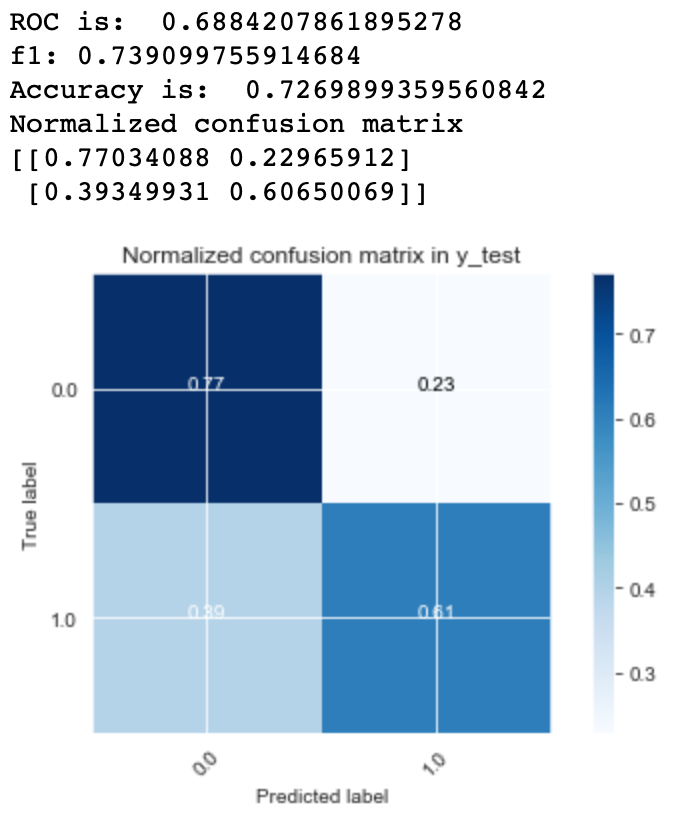 ROC is:  0.6884207861895278
f1: 0.739099755914684
Accuracy is:  0.7269899359560842
Normalized confusion matrix
[[0.77034088 0.22965912]
 [0.39349931 0.60650069]]
Normalized confusion matrix in y_test
0.7
0.0
0.77
0.23
0.6
True label
0.5
0.4
1.0
0.39
0.61
0.3
0.0
1.0
Predicted label